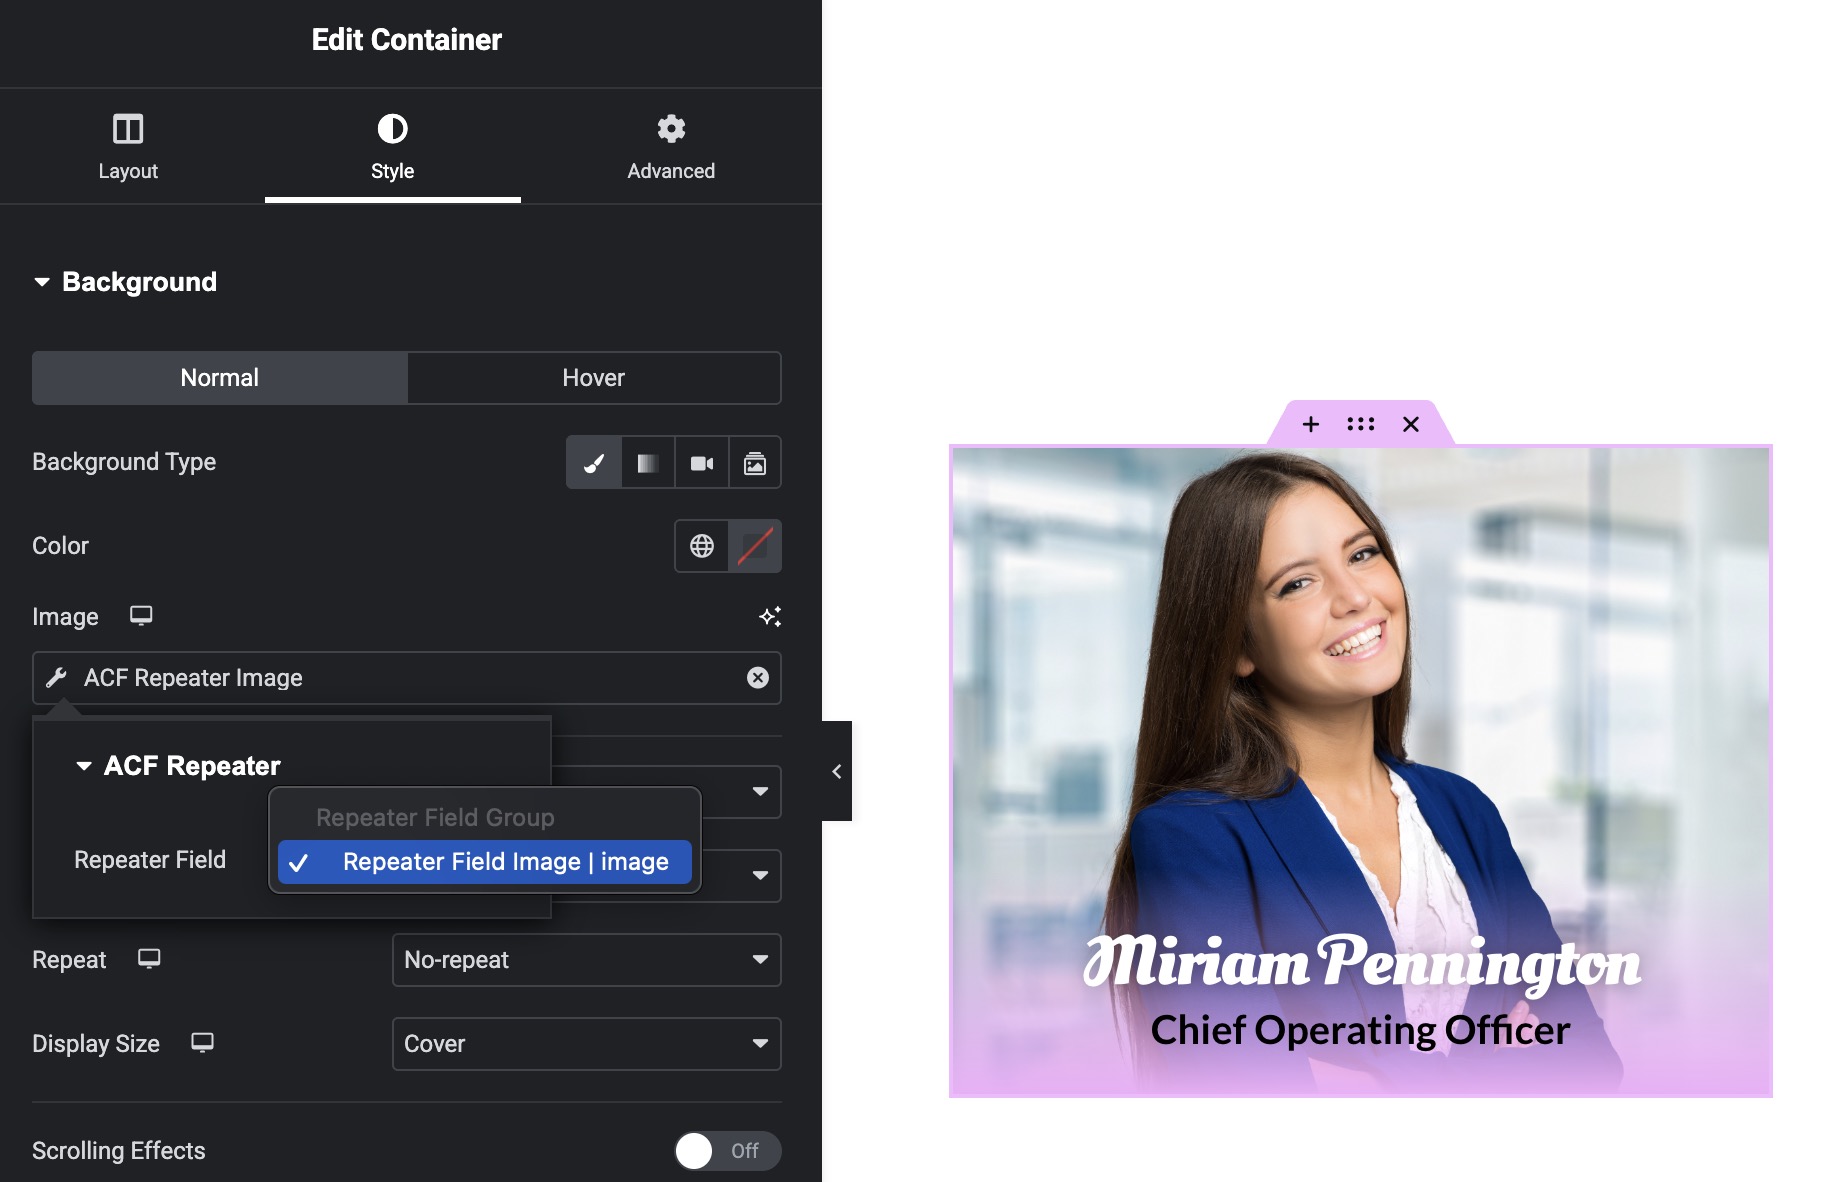 Edit Container
Layout
Style
Advanced
Background
Normal
Hover
Background Type
Color
Image
ACF Repeater Image
ACF Repeater
Repeater Field Group
Repeater Field
Repeater Field Image | image
Repeat
No-repeat
Display Size
Cover
Scrolling Effects
Off
Miriam Pennington
Chief Operating Officer